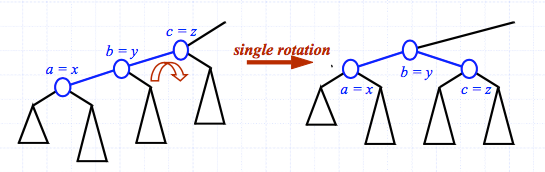 c = z
b = y
a = x
single rotation
b = y
a = x
c = z